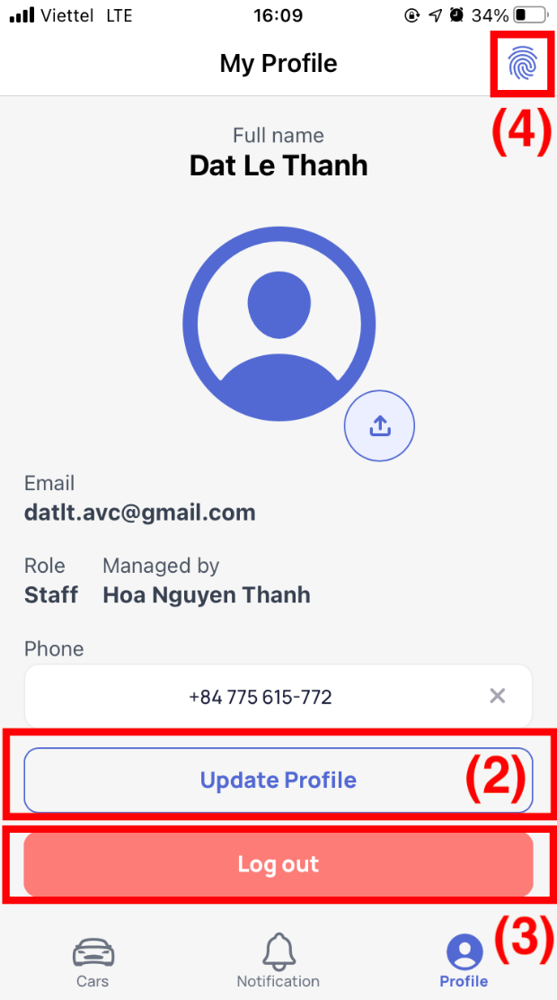 Viettel LTE 16:09 34%
My Profile
(4)
Full name
Dat Le Thanh
Email
datlt.avc@gmail.com
Role Managed by
Staff Hoa Nguyen Thanh
Phone
+84 775 615-772
Update Profile (2)
Log out
(3)
Cars Notification Profile